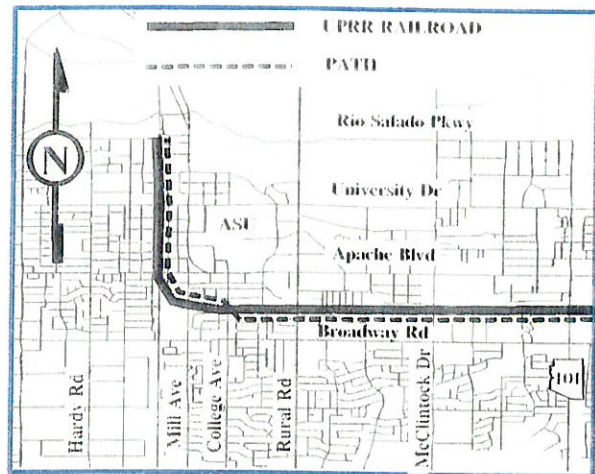 UPRR RAILROAD
PATH
N
Rio Salado Pkwy
University Dr
ASU
Apache Blvd
Broadway Rd
Hardy Rd
Mill Ave
College Ave
Rural Rd
McClintock Dr
101